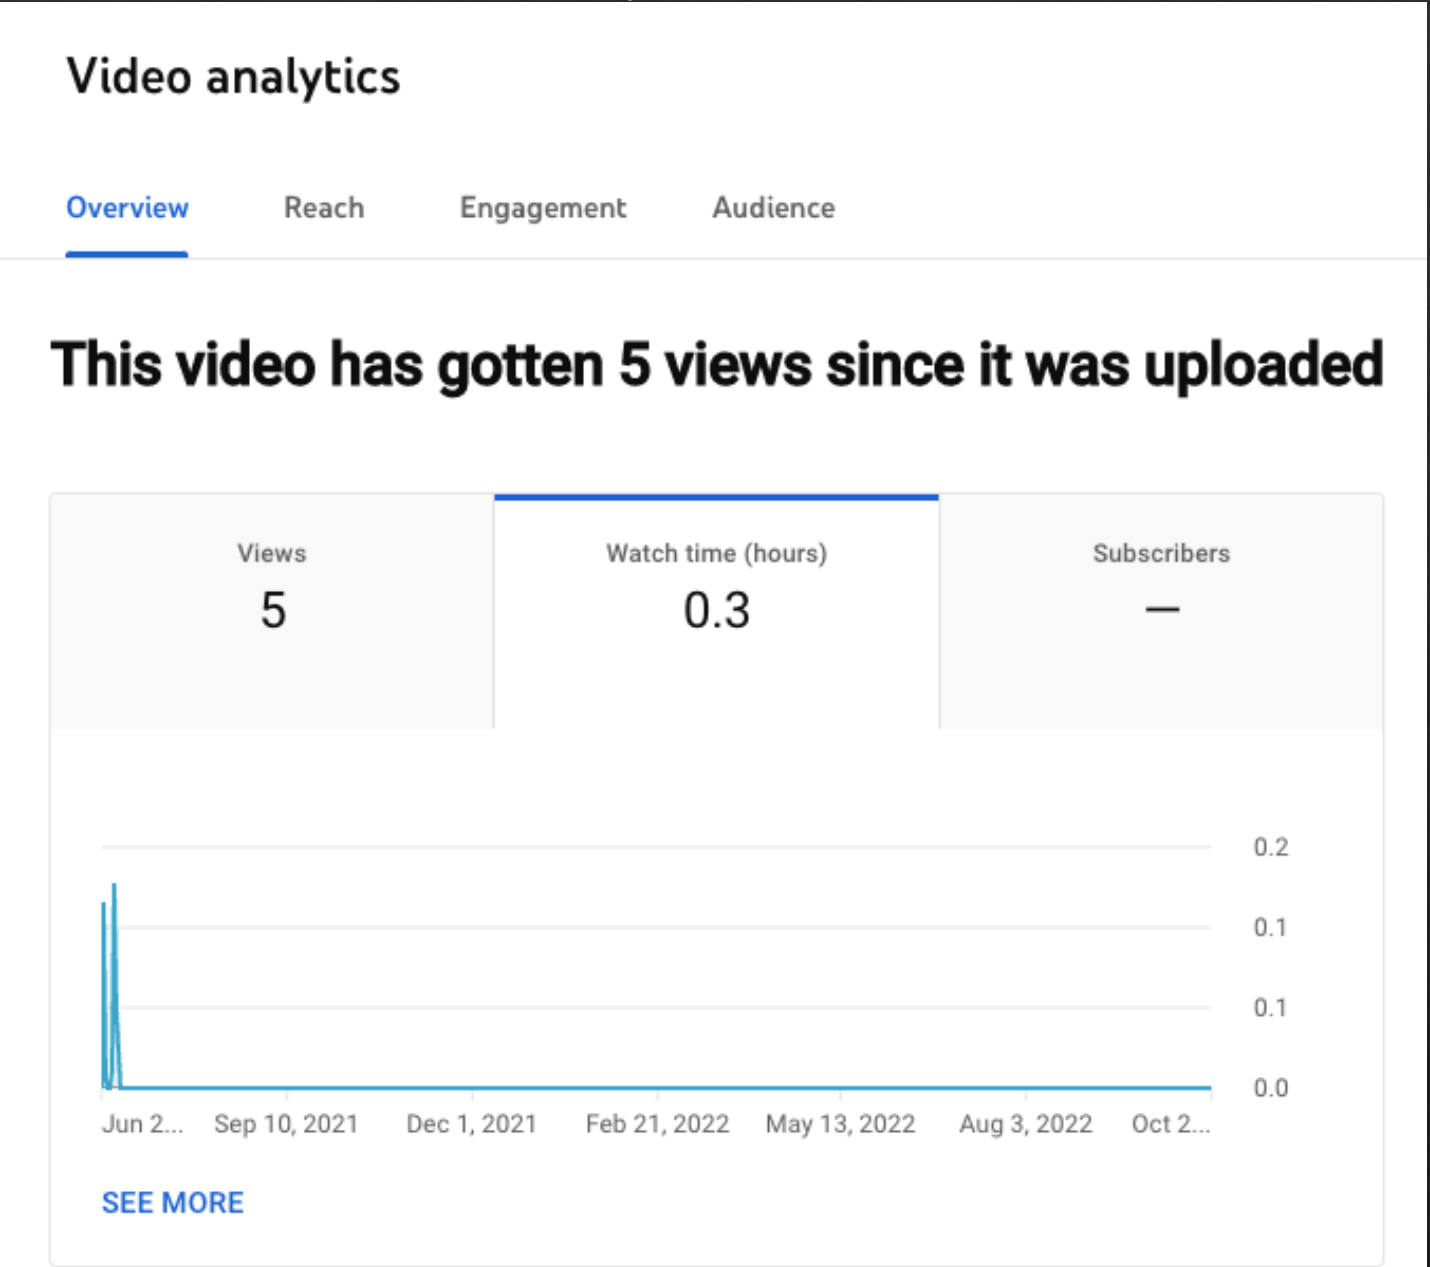 Video analytics
Overview Reach Engagement Audience
This video has gotten 5 views since it was uploaded
Views Watch time (hours) Subscribers
5 0.3 —
0.2
0.1
0.1
0.0
Jun 2... Sep 10, 2021 Dec 1, 2021 Feb 21, 2022 May 13, 2022 Aug 3, 2022 Oct 2...
SEE MORE